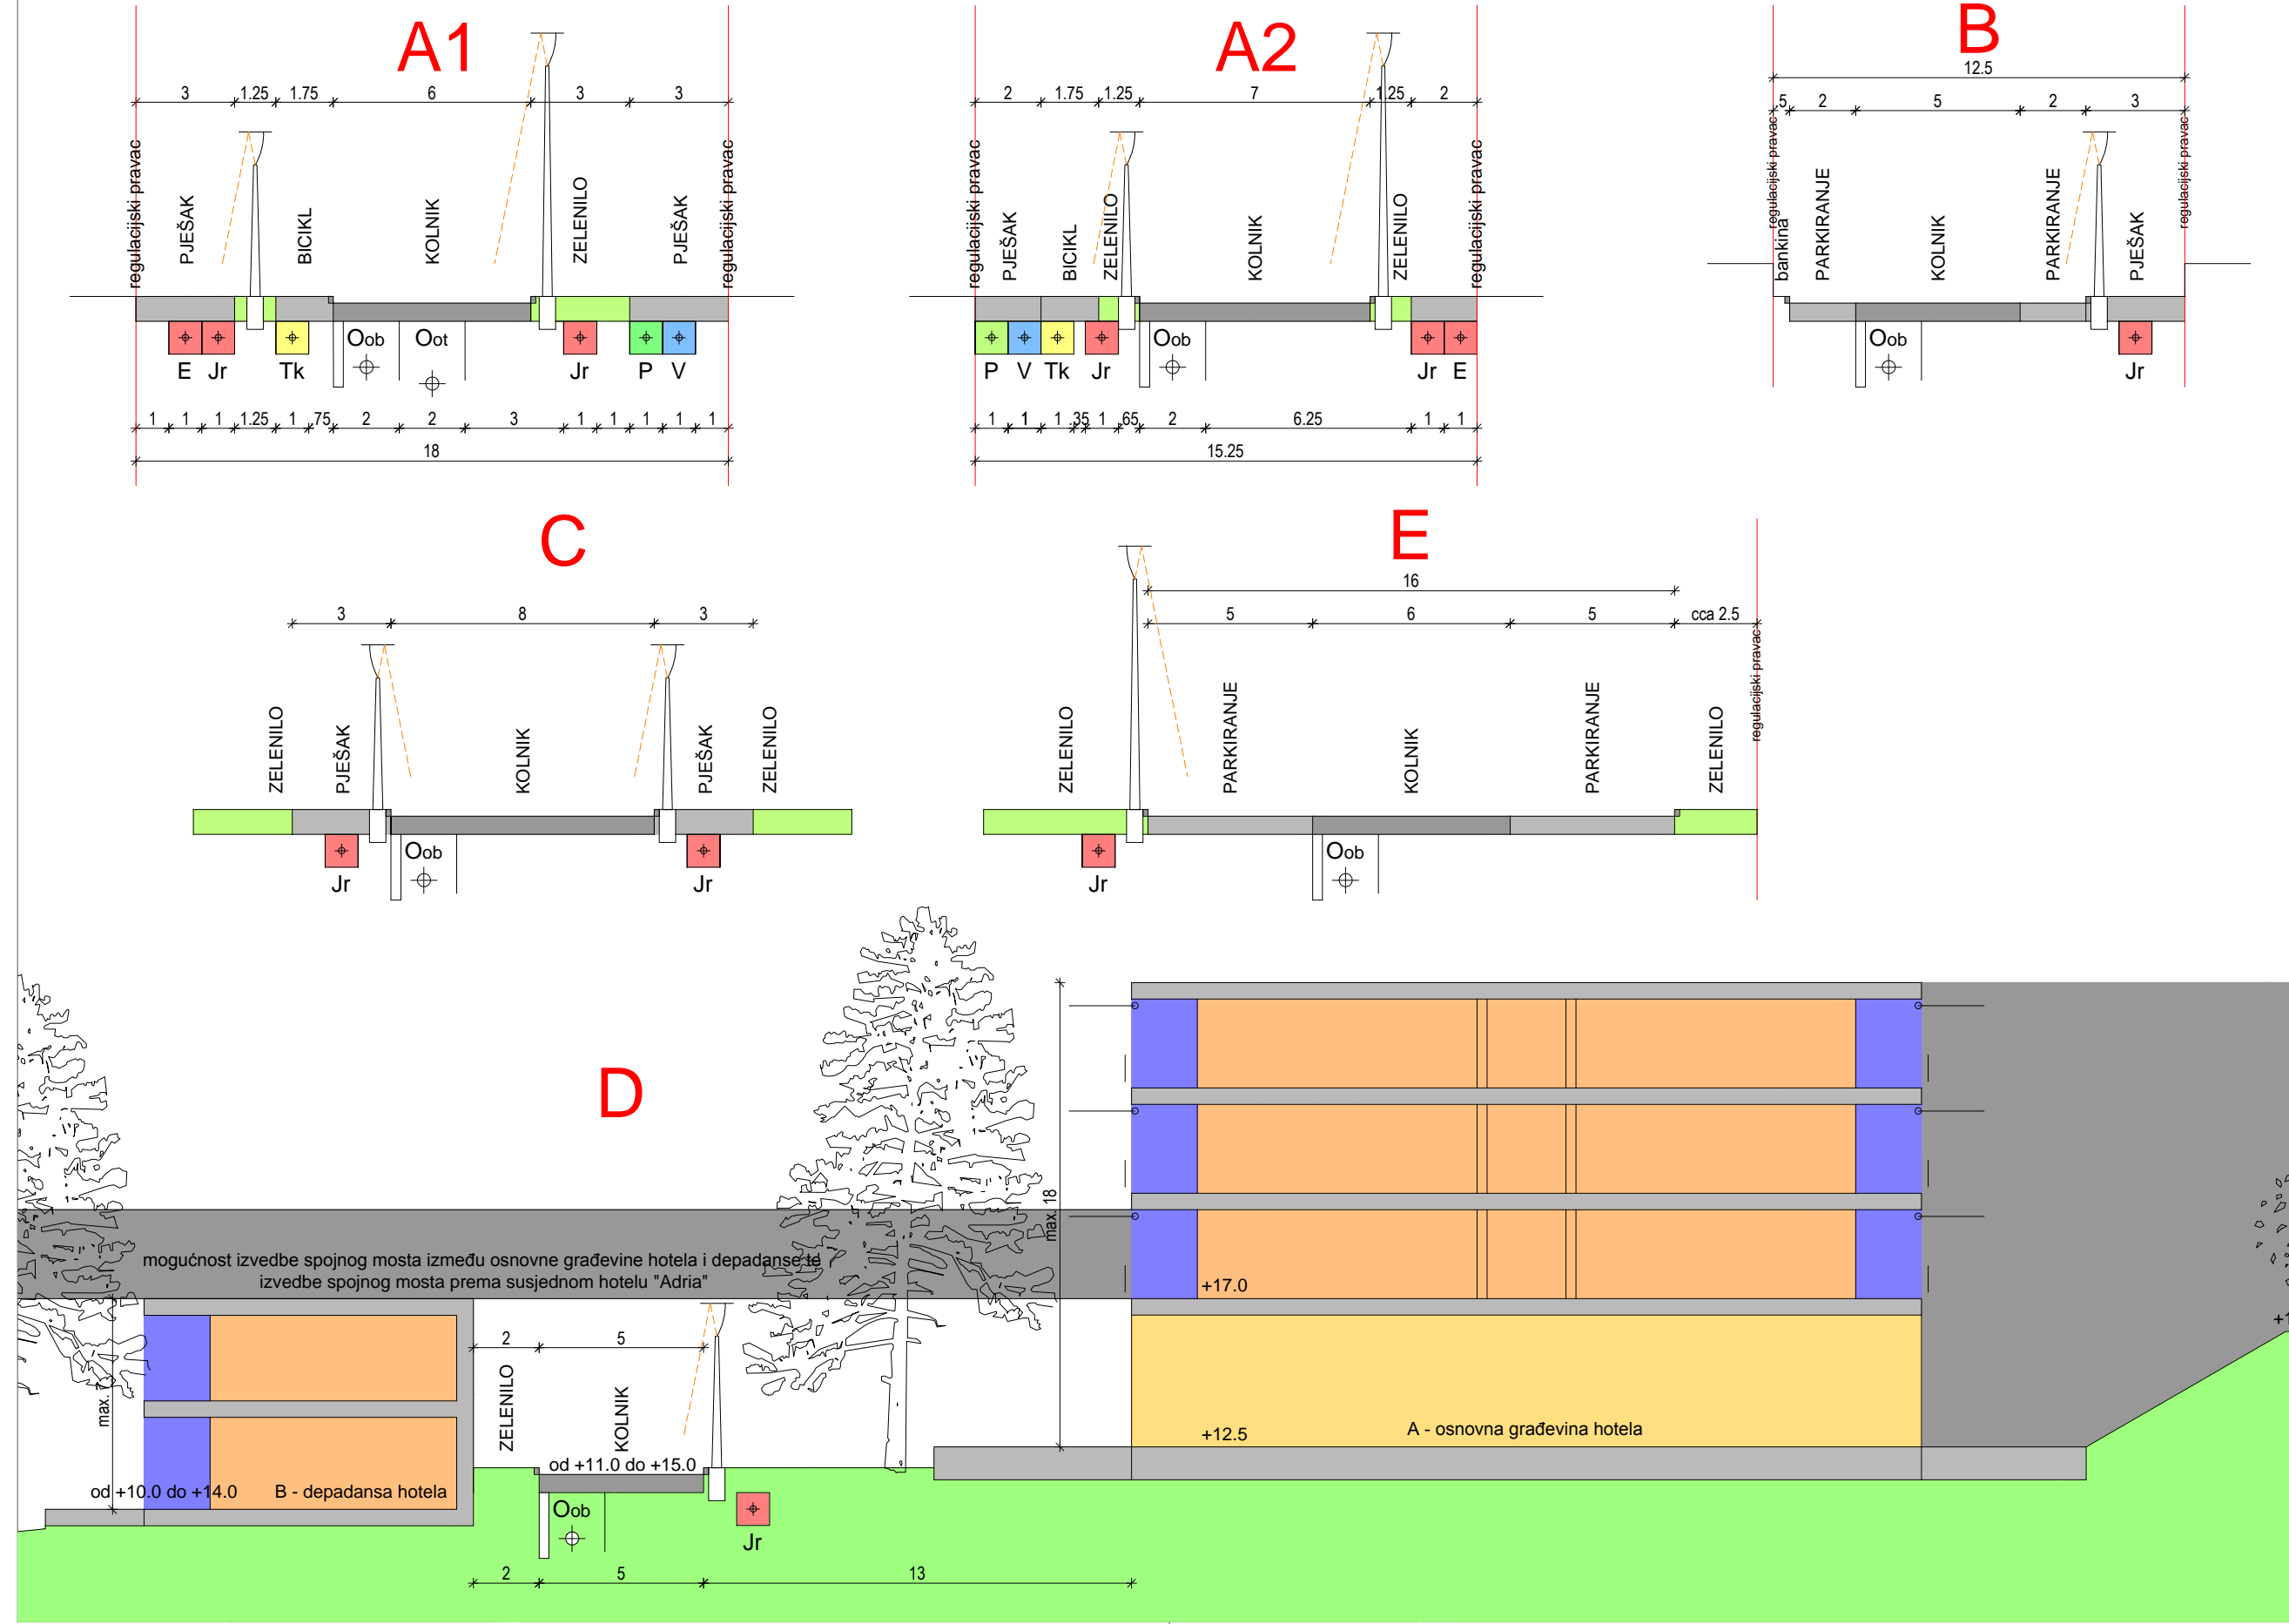 A1
3 1.25 1.75 6 3 3
regulacijski pravac
PJEŠAK
BICIKL
KOLNIK
ZELENILO
PJEŠAK
regulacijski pravac
E Jr Tk Oob Oot Jr P V
1 1 1 1.25 1 .75 2 2 3 1 1 1 1 1
18
A2
2 1.75 1.25 7 1.25 2
regulacijski pravac
PJEŠAK
BICIKL
ZELENILO
KOLNIK
ZELENILO
regulacijski pravac
P V Tk Jr Oob Jr E
1 1 1 .35 1 .65 2 6.25 1 1
15.25
B
12.5
5 2 5 2 3
regulacijski pravac
bankina
PARKIRANJE
KOLNIK
PARKIRANJE
PJEŠAK
regulacijski pravac
Oob Jr
C
3 8 3
ZELENILO
PJEŠAK
KOLNIK
PJEŠAK
ZELENILO
Jr Oob Jr
E
16
5 6 5 cca 2.5
ZELENILO
PARKIRANJE
KOLNIK
PARKIRANJE
ZELENILO
regulacijski pravac
Jr Oob
D
mogućnost izvedbe spojnog mosta između osnovne građevine hotela i depadanse te
izvedbe spojnog mosta prema susjednom hotelu "Adria"
max. 18
+17.0
max. 7
2 5
ZELENILO
KOLNIK
+12.5
A - osnovna građevina hotela
od +11.0 do +15.0
od +10.0 do +14.0
B - depadansa hotela
Oob
Jr
2 5 13